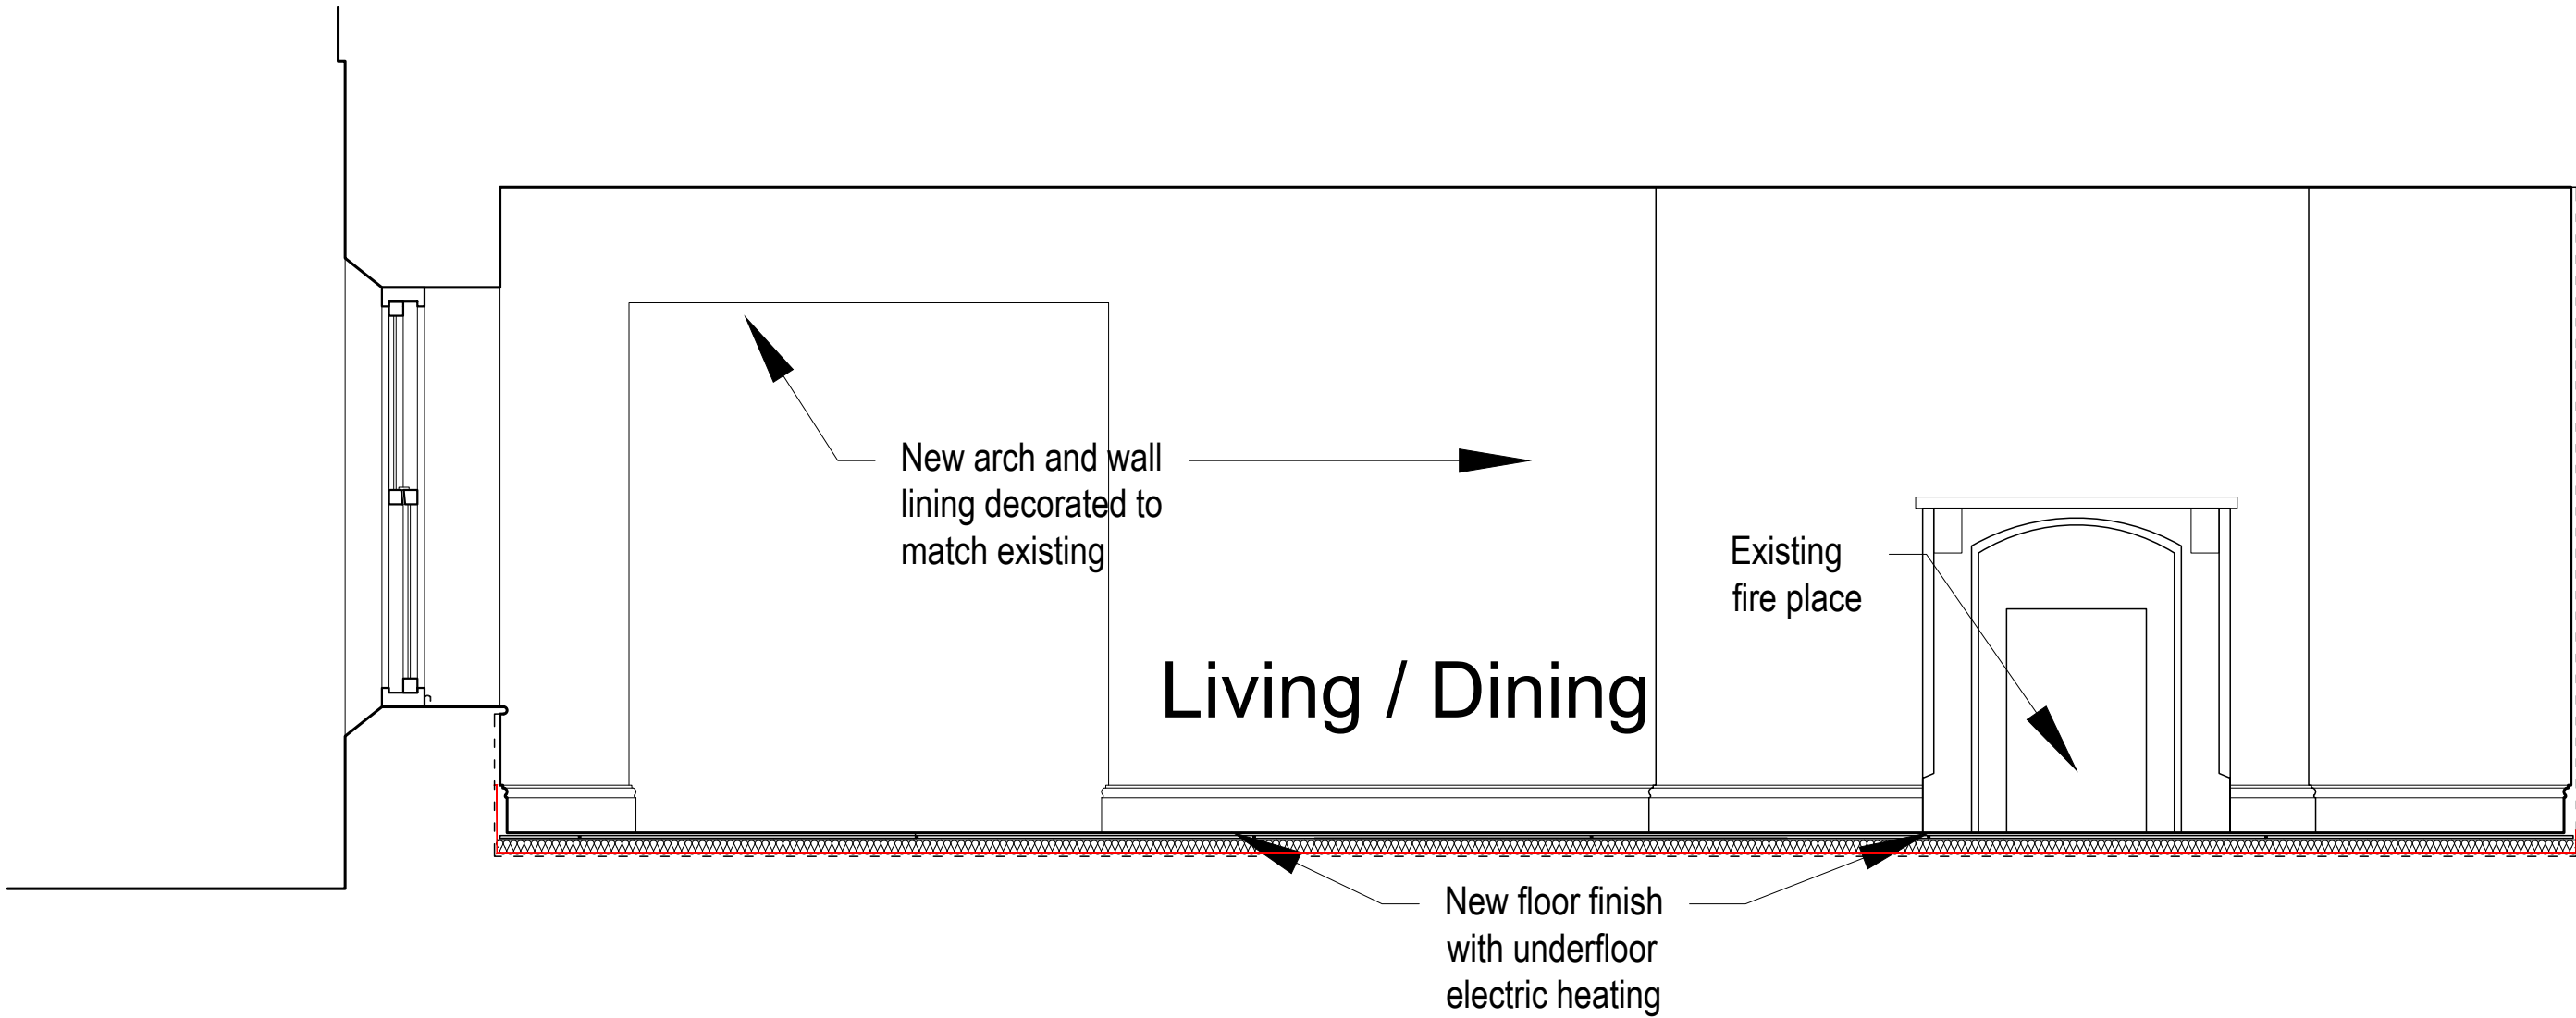 New arch and wall
lining decorated to
match existing
Existing
fire place
Living / Dining
New floor finish
with underfloor
electric heating